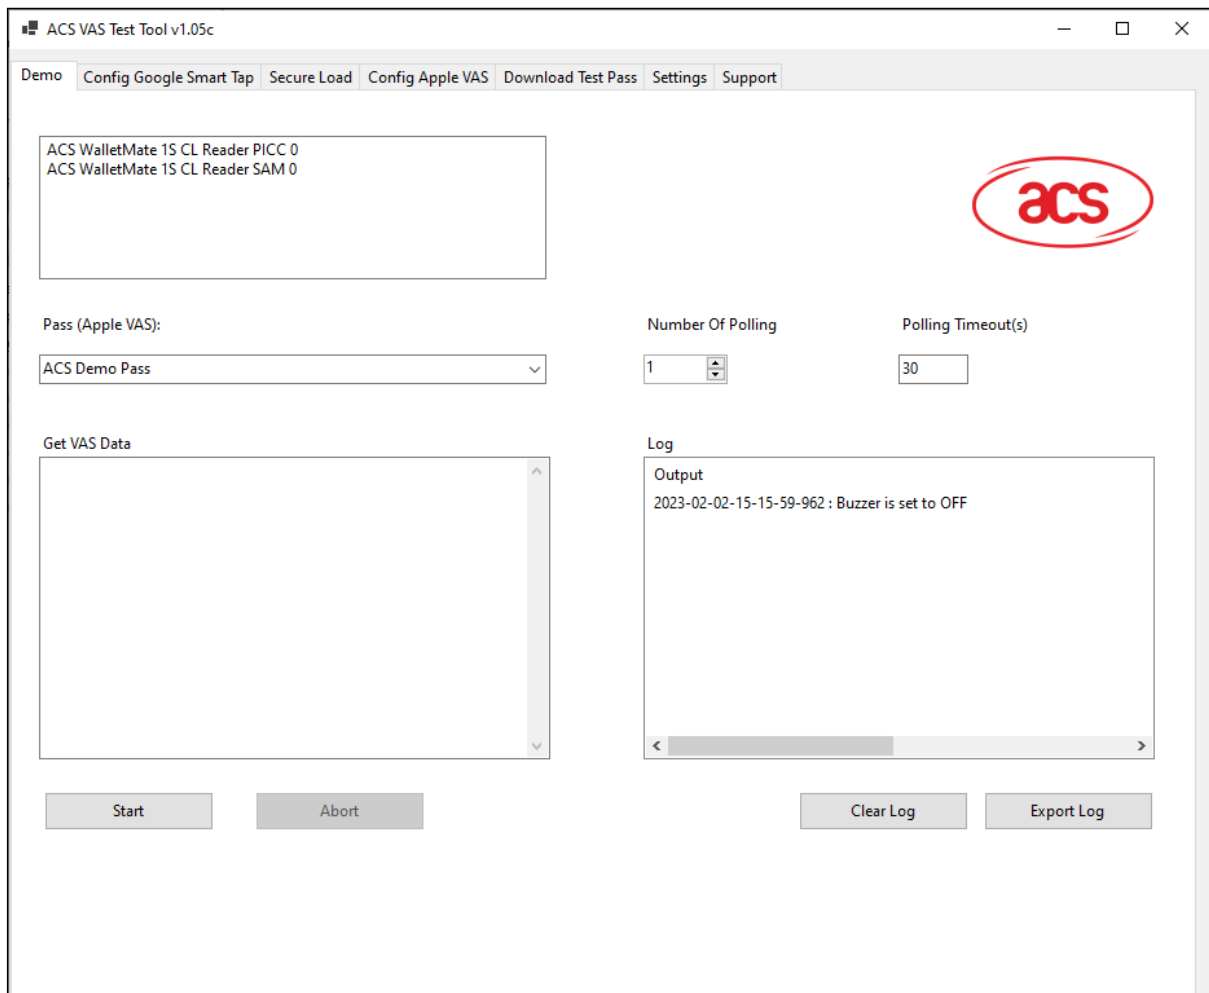 ACS VAS Test Tool v1.05c
Demo Config Google Smart Tap Secure Load Config Apple VAS Download Test Pass Settings Support
ACS WalletMate 1S CL Reader PICC 0
ACS WalletMate 1S CL Reader SAM 0
acs
Pass (Apple VAS): Number Of Polling Polling Timeout(s)
ACS Demo Pass 1 30
Get VAS Data Log
Output
2023-02-02-15-15-59-962 : Buzzer is set to OFF
Start Abort Clear Log Export Log